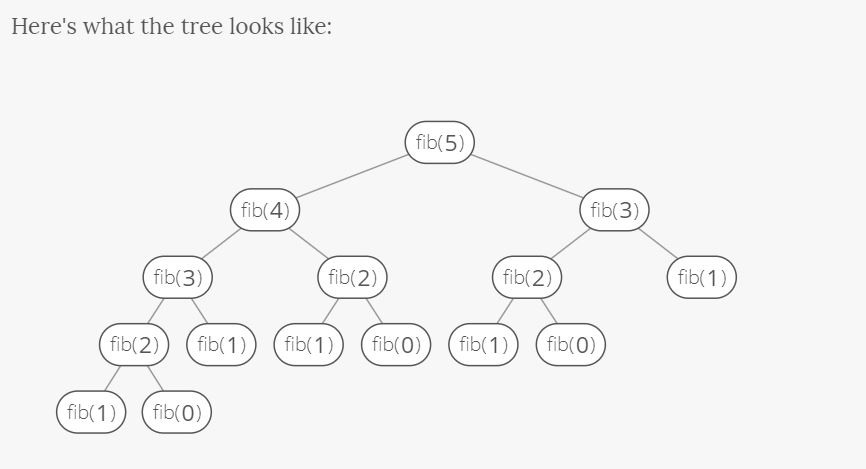 Here's what the tree looks like:
fib(5)
fib(4) fib(3)
fib(3) fib(2) fib(2) fib(1)
fib(2) fib(1) fib(1) fib(0) fib(1) fib(0)
fib(1) fib(0)